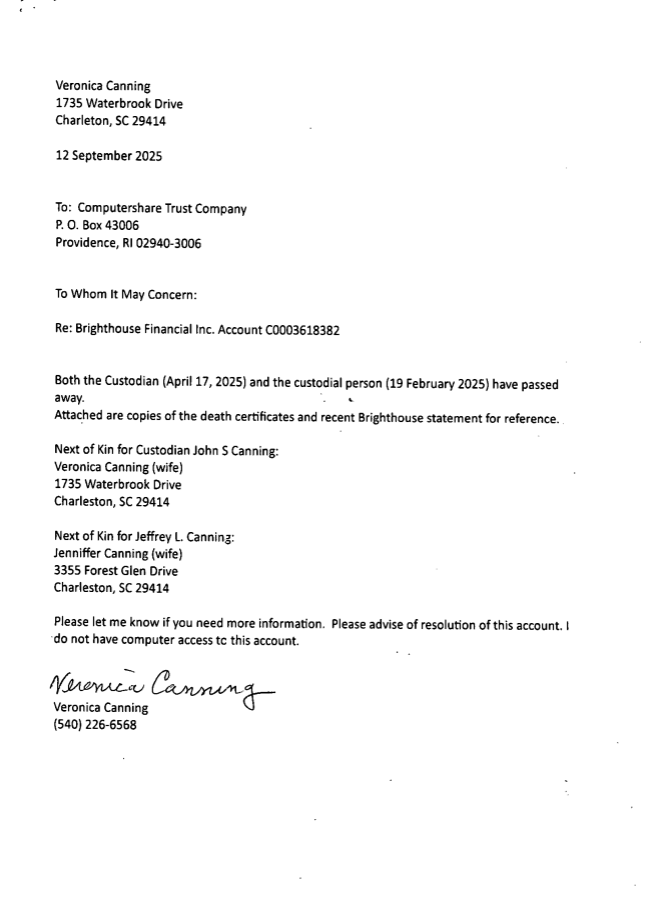 Veronica Canning
1735 Waterbrook Drive
Charleton, SC 29414
12 September 2025
To:  Computershare Trust Company
P. O. Box 43006
Providence, RI 02940-3006
To Whom It May Concern:
Re: Brighthouse Financial Inc. Account C0003618382
Both the Custodian (April 17, 2025) and the custodial person (19 February 2025) have passed
away.
Attached are copies of the death certificates and recent Brighthouse statement for reference.
Next of Kin for Custodian John S Canning:
Veronica Canning (wife)
1735 Waterbrook Drive
Charleston, SC 29414
Next of Kin for Jeffrey L. Canning:
Jenniffer Canning (wife)
3355 Forest Glen Drive
Charleston, SC 29414
Please let me know if you need more information.  Please advise of resolution of this account. I
do not have computer access to this account.
Veronica Canning
Veronica Canning
(540) 226-6568